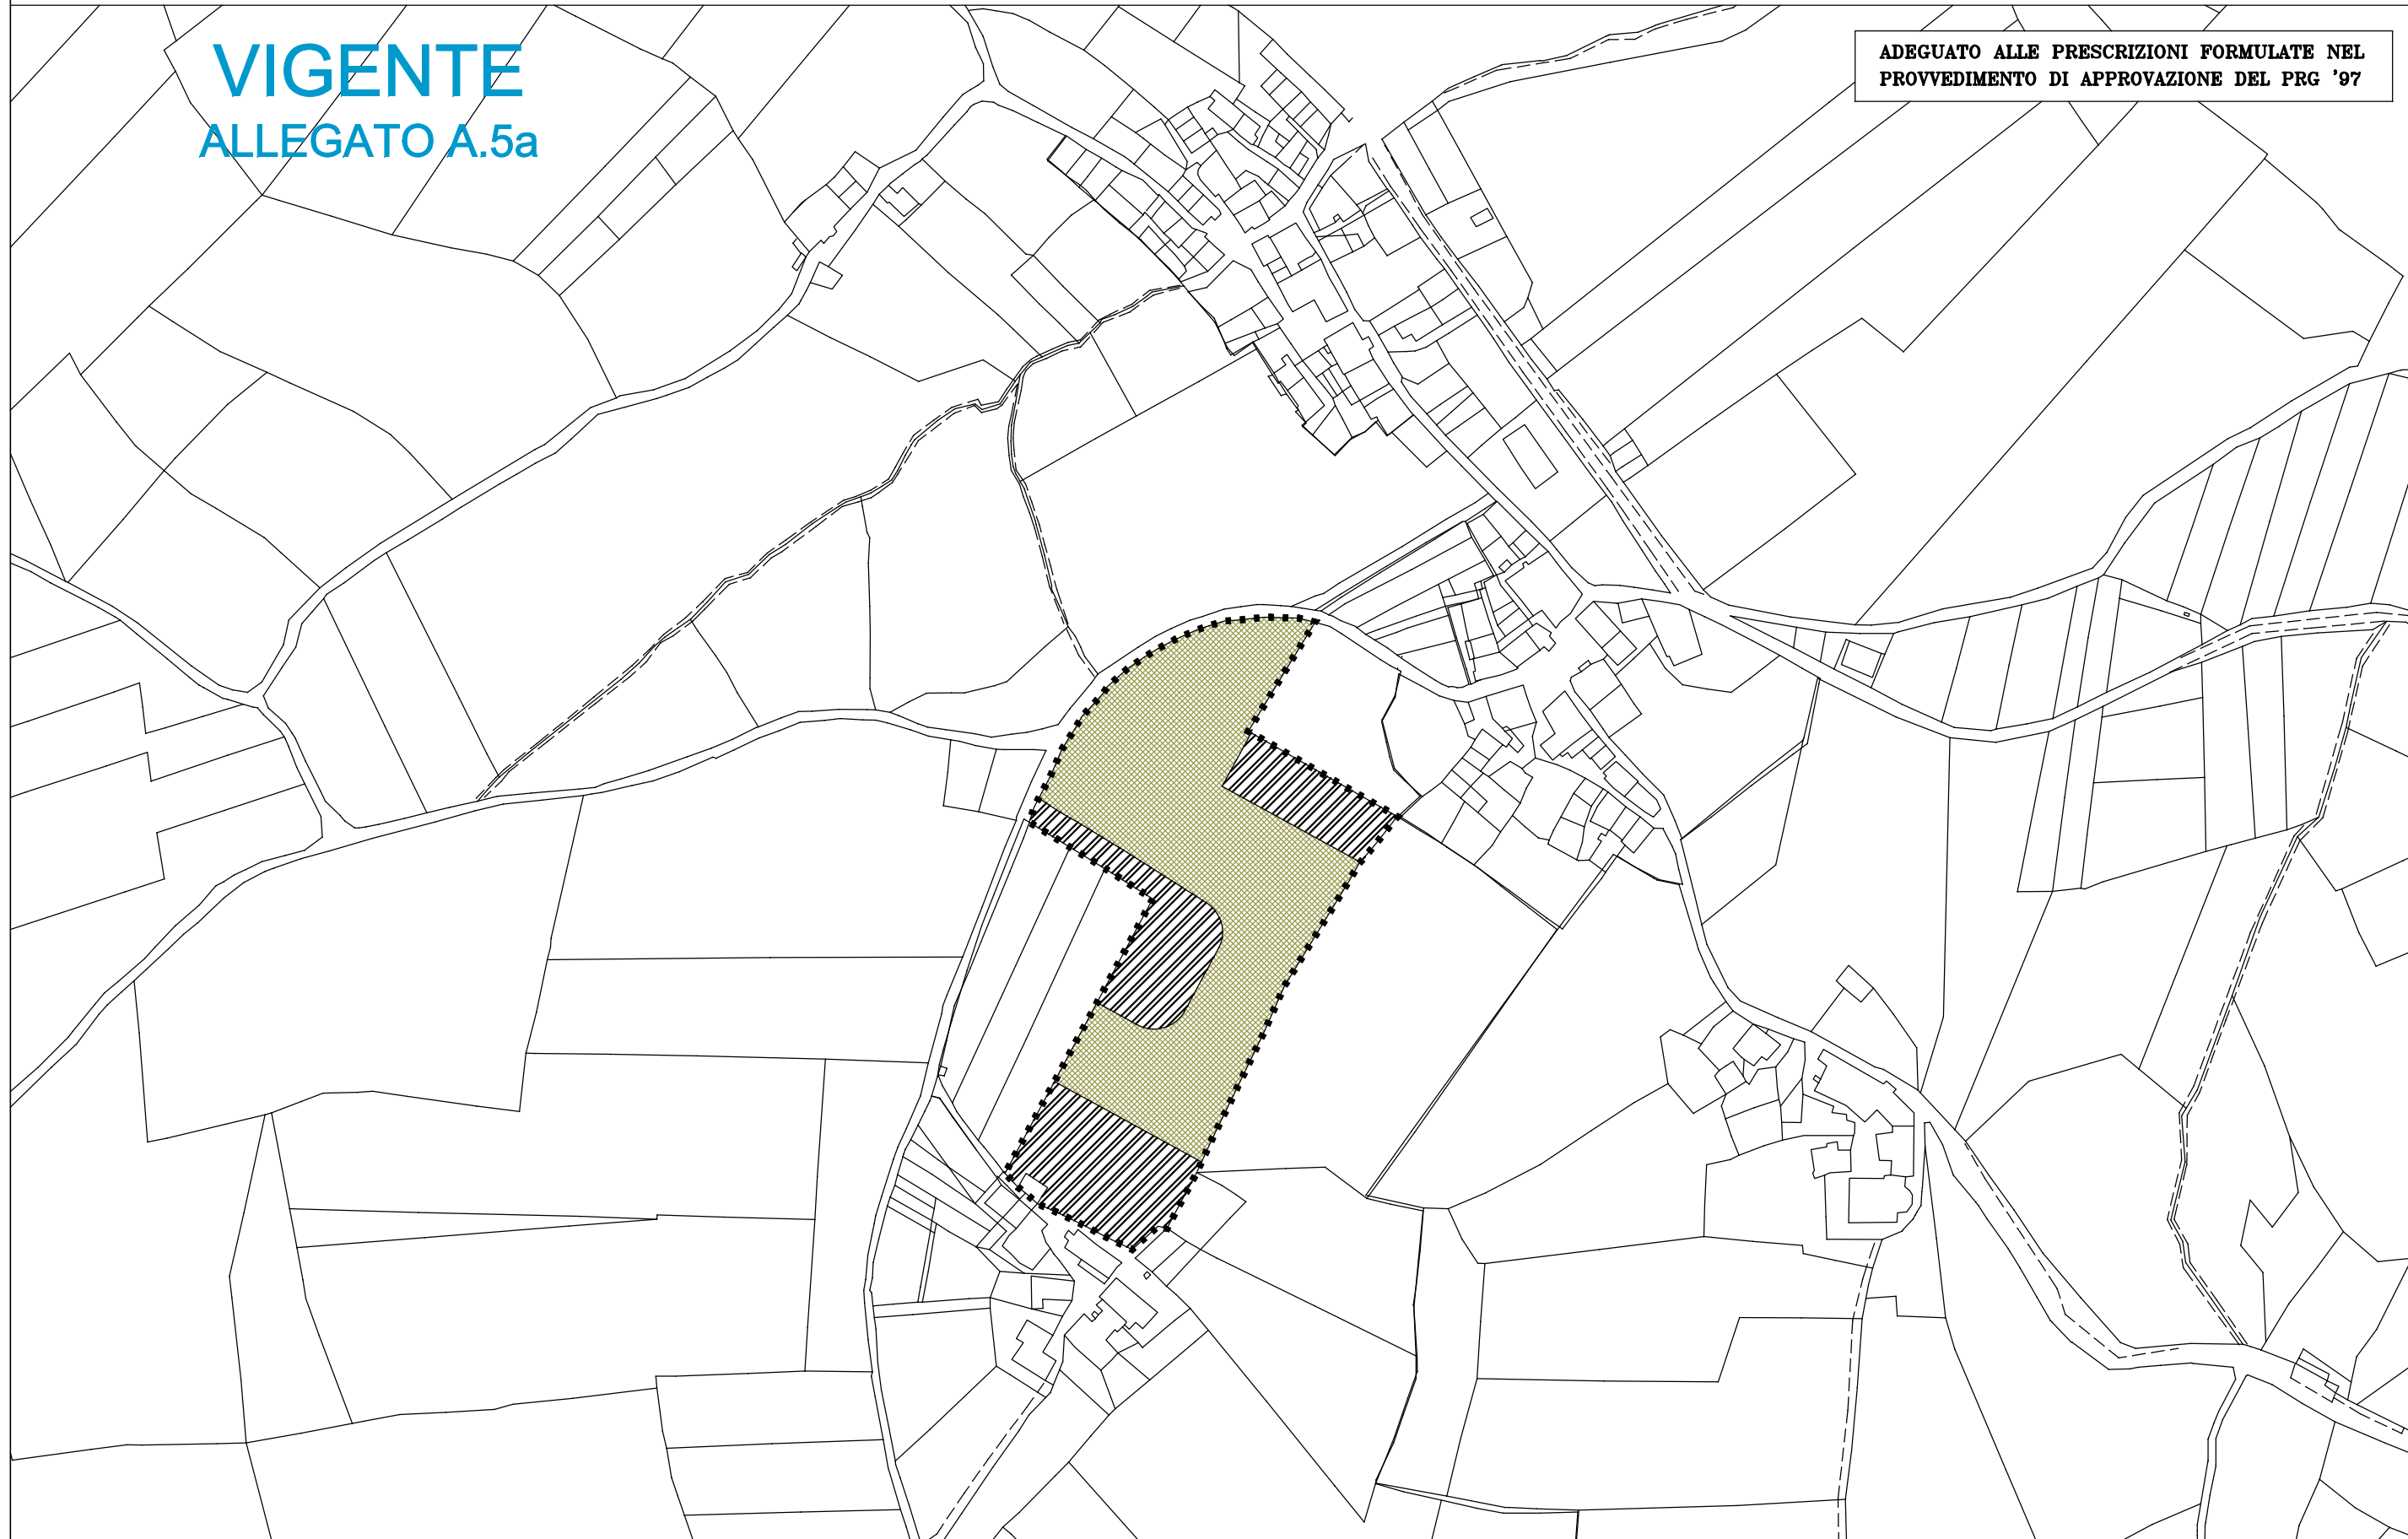 VIGENTE
ALLEGATO A.5a
ADEGUATO ALLE PRESCRIZIONI FORMULATE NEL
PROVVEDIMENTO DI APPROVAZIONE DEL PRG '97